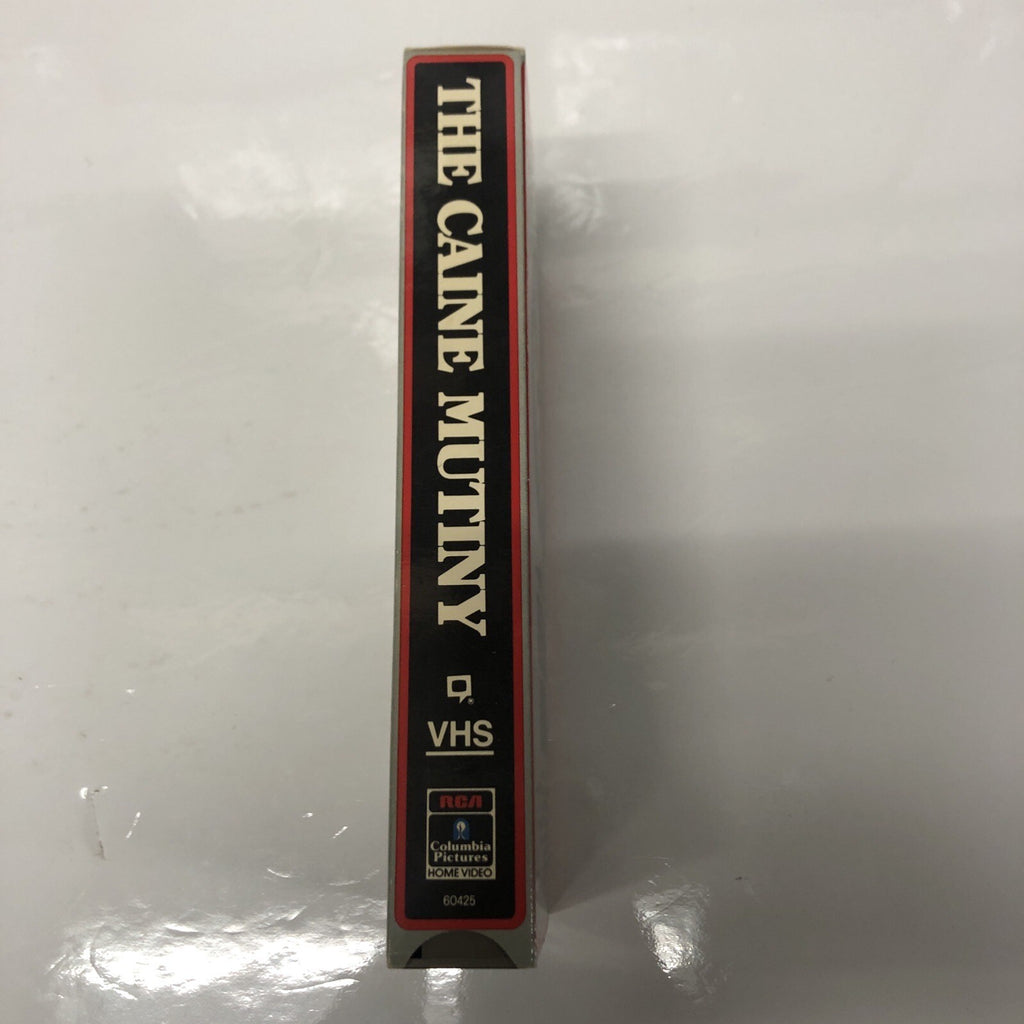 THE CAINE MUTINY
VHS
RCA
Columbia
Pictures
HOME VIDEO
60425